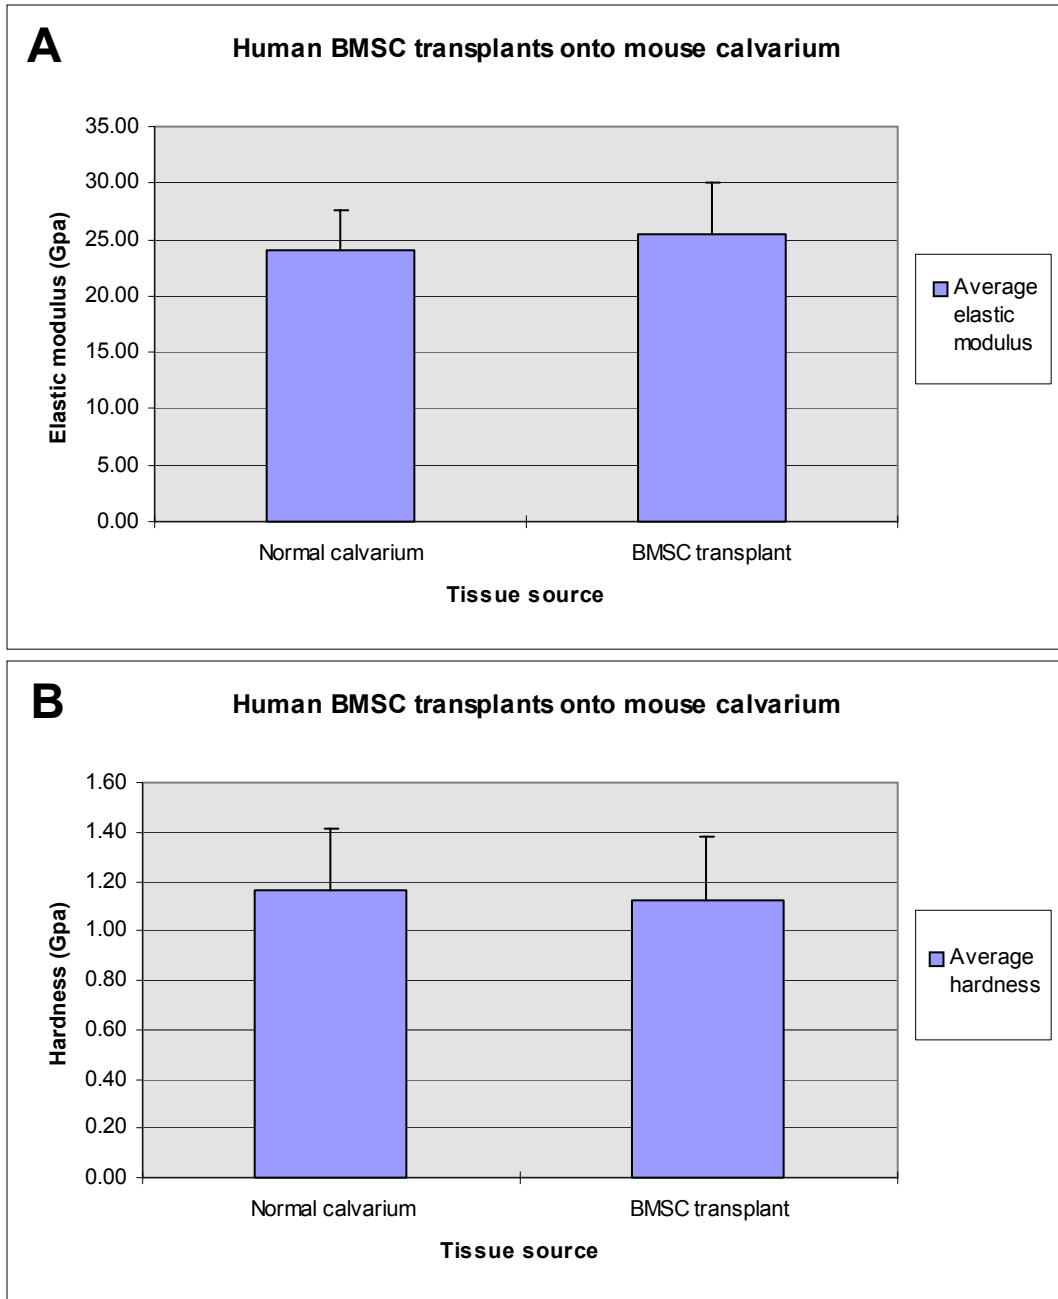 A
Human BMSC transplants onto mouse calvarium
35.00
30.00
25.00
20.00
15.00
10.00
5.00
0.00
Elastic modulus (Gpa)
Normal calvarium
BMSC transplant
Tissue source
Average
elastic
modulus
B
Human BMSC transplants onto mouse calvarium
1.60
1.40
1.20
1.00
0.80
0.60
0.40
0.20
0.00
Hardness (Gpa)
Normal calvarium
BMSC transplant
Tissue source
Average
hardness